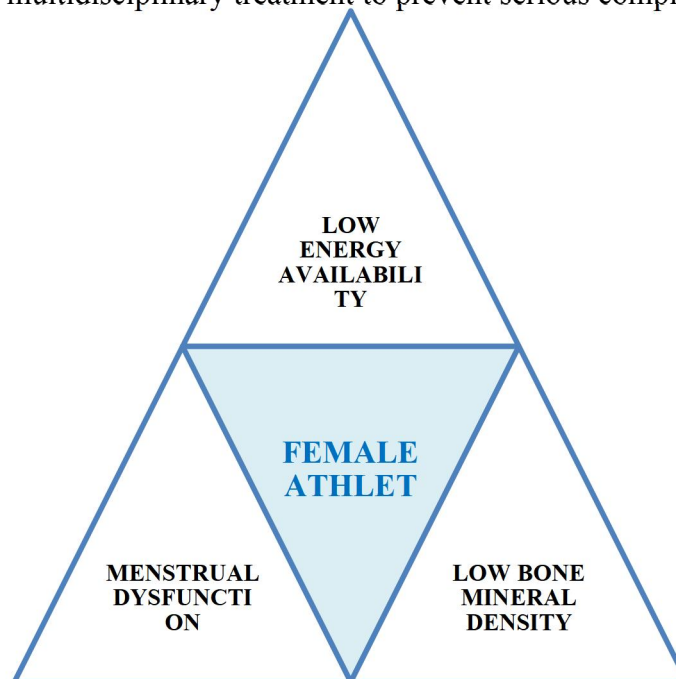 multidisciplinary treatment to prevent serious compl
LOW
ENERGY
AVAILABILI
TY
FEMALE
ATHLET
MENSTRUAL
DYSFUNCTI
ON
LOW BONE
MINERAL
DENSITY